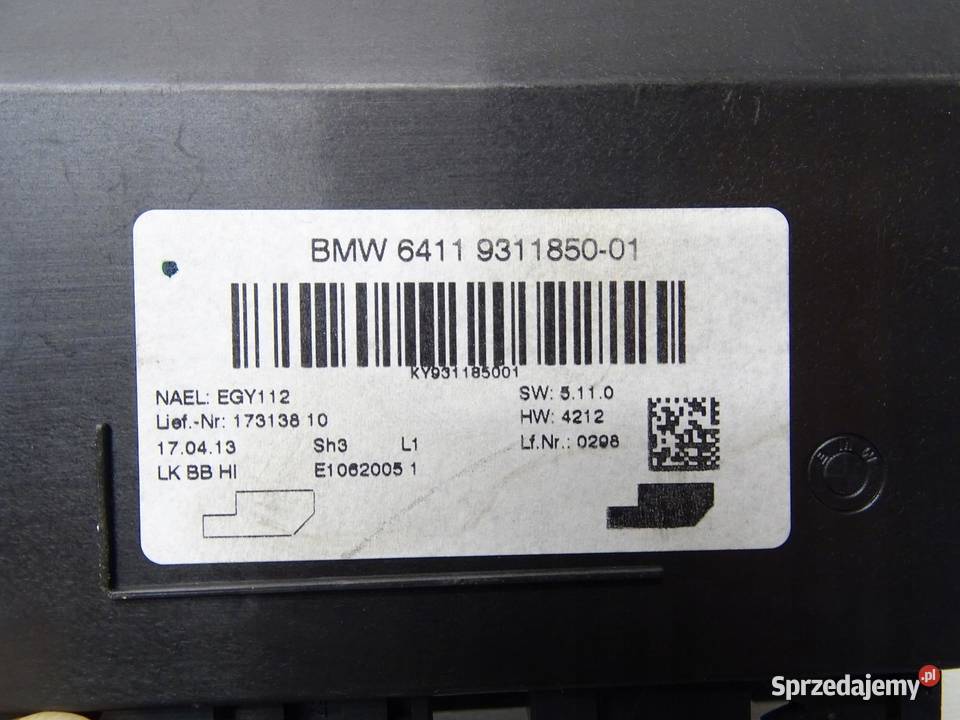 BMW 6411 9311850-01
KY931185001
NAEL: EGY112
SW: 5.11.0
Lief.-Nr: 173138 10
HW: 4212
17.04.13 Sh3 L1
Lf.Nr.: 0298
LK BB HI E1062005 1
BMW
Sprzedajemy.pl